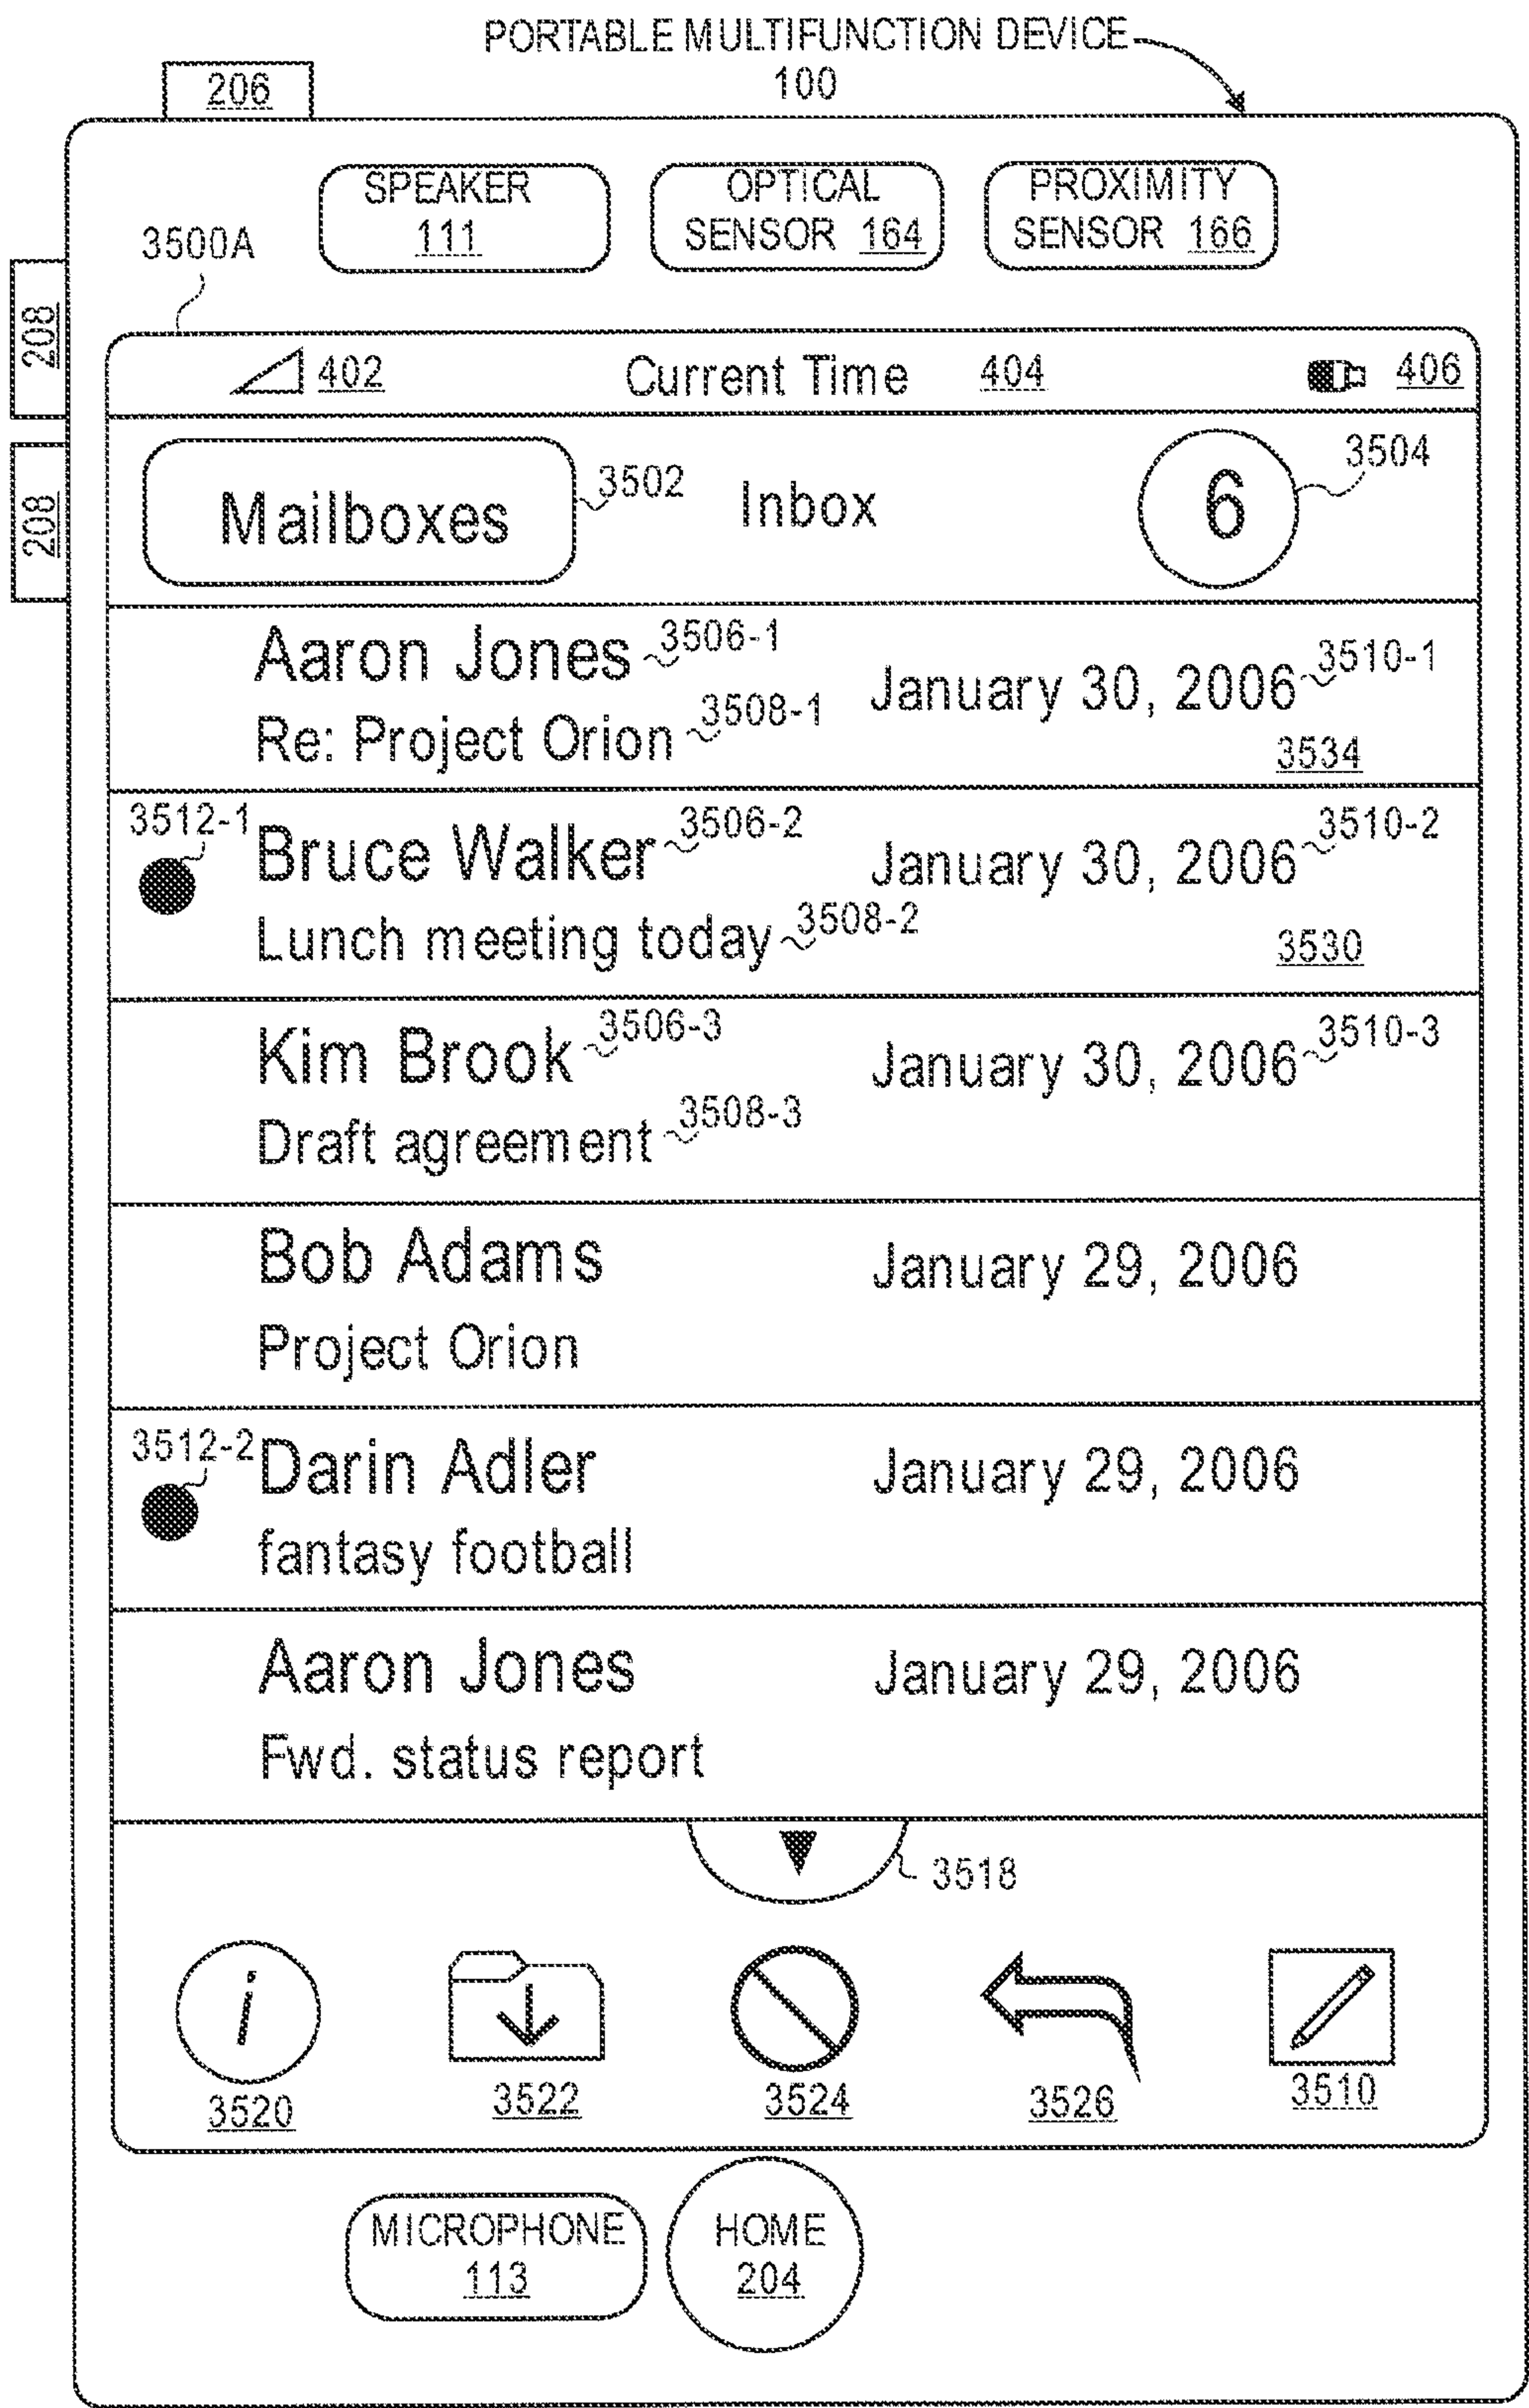 PORTABLE MULTIFUNCTION DEVICE
100
206
SPEAKER
111
OPTICAL
SENSOR 164
PROXIMITY
SENSOR 166
3500A
208
208
402
Current Time 404
406
Mailboxes
3502
Inbox
6
3504
Aaron Jones 3506-1
January 30, 2006 3510-1
Re: Project Orion 3508-1
3534
3512-1
Bruce Walker 3506-2
January 30, 2006 3510-2
Lunch meeting today 3508-2
3530
Kim Brook 3506-3
January 30, 2006 3510-3
Draft agreement 3508-3
Bob Adams
January 29, 2006
Project Orion
3512-2
Darin Adler
January 29, 2006
fantasy football
Aaron Jones
January 29, 2006
Fwd. status report
3518
i
3520
3522
3524
3526
3510
MICROPHONE
113
HOME
204